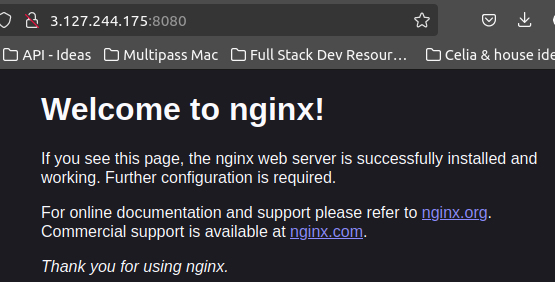 3.127.244.175:8080
API - Ideas Multipass Mac Full Stack Dev Resour… Celia & house ide
Welcome to nginx!
If you see this page, the nginx web server is successfully installed and
working. Further configuration is required.
For online documentation and support please refer to nginx.org.
Commercial support is available at nginx.com.
Thank you for using nginx.